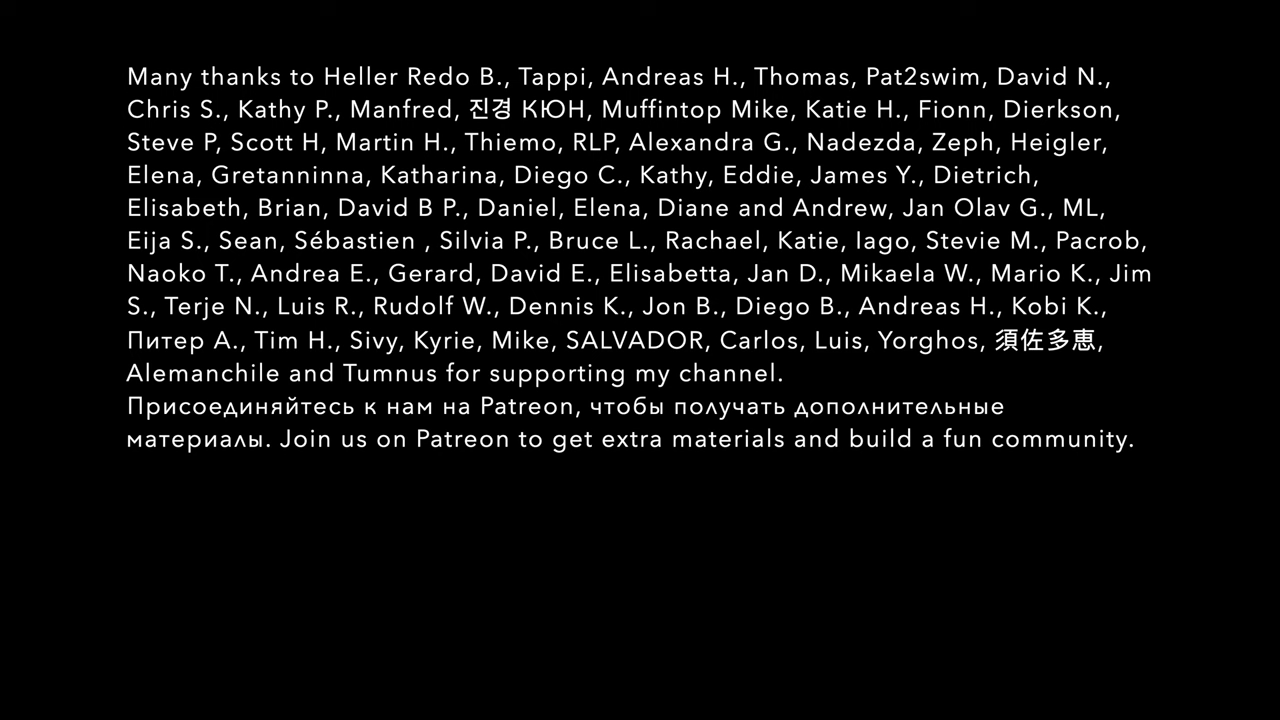 Many thanks to Heller Redo B., Tappi, Andreas H., Thomas, Pat2swim, David N.,
Chris S., Kathy P., Manfred, 진경 КЮН, Muffintop Mike, Katie H., Fionn, Dierkson,
Steve P, Scott H, Martin H., Thiemo, RLP, Alexandra G., Nadezda, Zeph, Heigler,
Elena, Gretanninna, Katharina, Diego C., Kathy, Eddie, James Y., Dietrich,
Elisabeth, Brian, David B P., Daniel, Elena, Diane and Andrew, Jan Olav G., ML,
Eija S., Sean, Sébastien , Silvia P., Bruce L., Rachael, Katie, Iago, Stevie M., Pacrob,
Naoko T., Andrea E., Gerard, David E., Elisabetta, Jan D., Mikaela W., Mario K., Jim
S., Terje N., Luis R., Rudolf W., Dennis K., Jon B., Diego B., Andreas H., Kobi K.,
Питер А., Tim H., Sivy, Kyrie, Mike, SALVADOR, Carlos, Luis, Yorghos, 須佐多恵,
Alemanchile and Tumnus for supporting my channel.
Присоединяйтесь к нам на Patreon, чтобы получать дополнительные
материалы. Join us on Patreon to get extra materials and build a fun community.